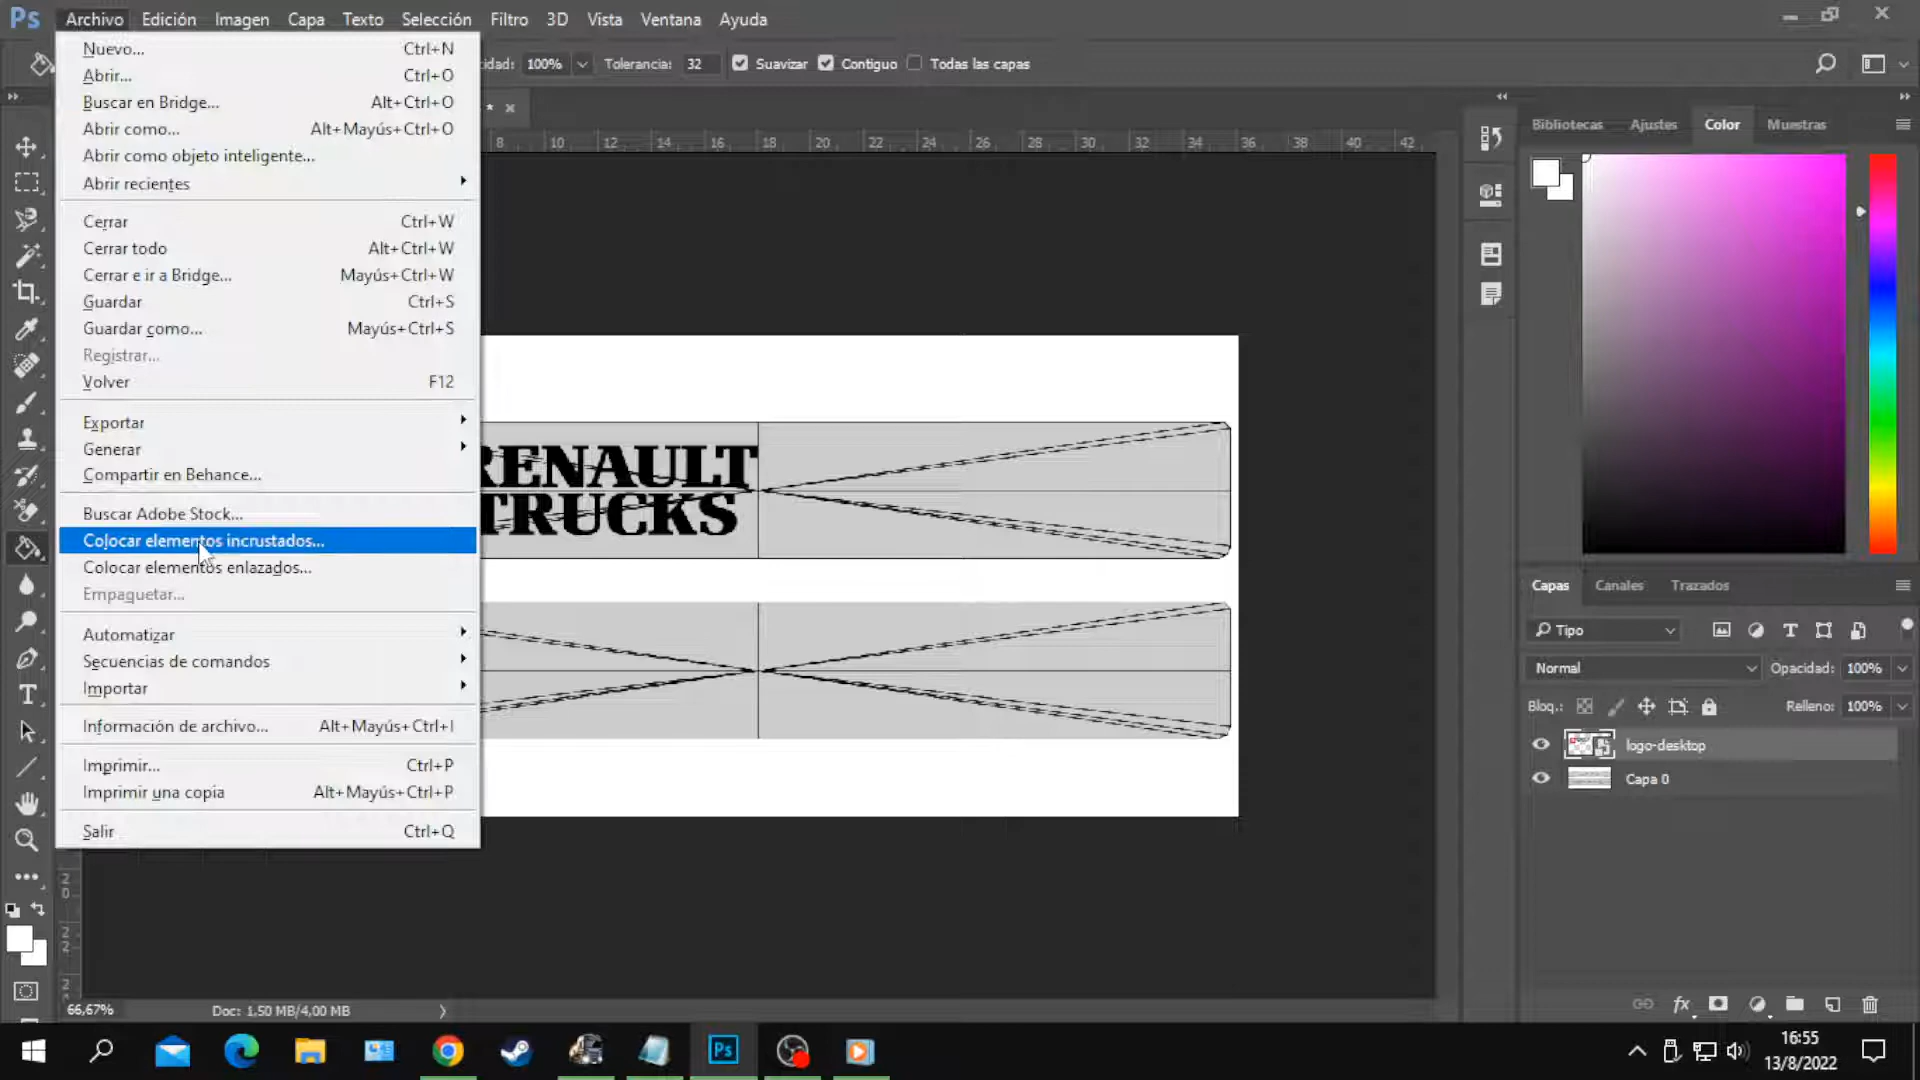 Ps Archivo Edición Imagen Capa Texto Selección Filtro 3D Vista Ventana Ayuda
idad: 100% Tolerancia: 32 Suavizar Contiguo Todas las capas
Nuevo... Ctrl+N
Abrir... Ctrl+O
Buscar en Bridge... Alt+Ctrl+O
Abrir como... Alt+Mayús+Ctrl+O
Abrir como objeto inteligente...
Abrir recientes
Cerrar Ctrl+W
Cerrar todo Alt+Ctrl+W
Cerrar e ir a Bridge... Mayús+Ctrl+W
Guardar Ctrl+S
Guardar como... Mayús+Ctrl+S
Registrar...
Volver F12
Exportar
Generar
Compartir en Behance...
Buscar Adobe Stock...
Colocar elementos incrustados...
Colocar elementos enlazados...
Empaquetar...
Automatizar
Secuencias de comandos
Importar
Información de archivo... Alt+Mayús+Ctrl+I
Imprimir... Ctrl+P
Imprimir una copia Alt+Mayús+Ctrl+P
Salir Ctrl+Q
*
8 10 12 14 16 18 20 22 24 26 28 30 32 34 36 38 40 42
RENAULT
TRUCKS
Bibliotecas Ajustes Color Muestras
Capas Canales Trazados
Tipo
Normal Opacidad: 100%
Bloq.: Relleno: 100%
logo-desktop
Capa 0
fx
2
0
2
2
2
66,67% Doc: 1,50 MB/4,00 MB
Ps
16:55
13/8/2022